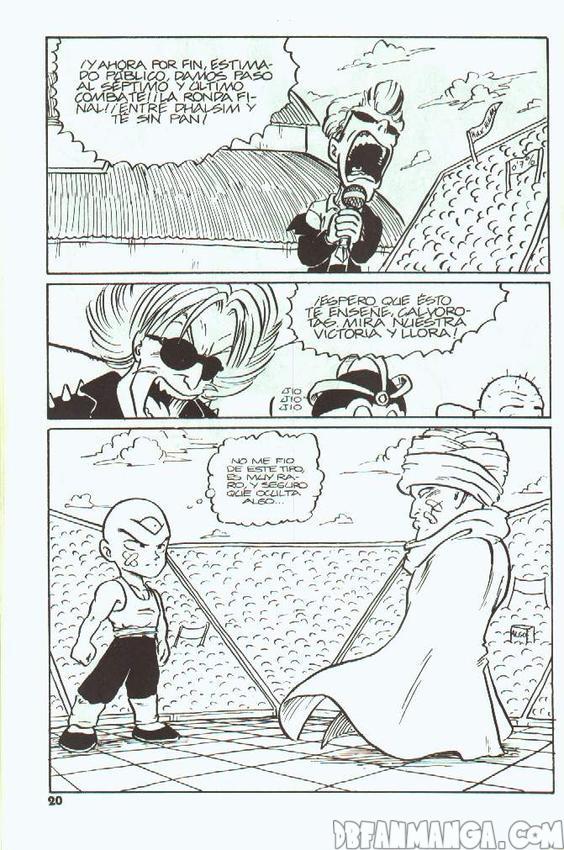 ¡Y AHORA POR FIN, ESTIMA-
DO PÚBLICO, DAMOS PASO
AL SÉPTIMO Y ÚLTIMO
COMBATE! ¡LA RONDA FI-
NAL! ¡ENTRE DHALSIM Y
TE SIN PAN!
¡ESPERO QUE ÉSTO
TE ENSEÑE, CALVORO-
TAS. MIRA NUESTRA
VICTORIA Y LLORA!
JIO
JIO
JIO
NO ME FIO
DE ESTE TIPO,
ES MUY RA-
RO, Y SEGURO
QUE OCULTA
ALGO...
20
DBFANMANGA.COM